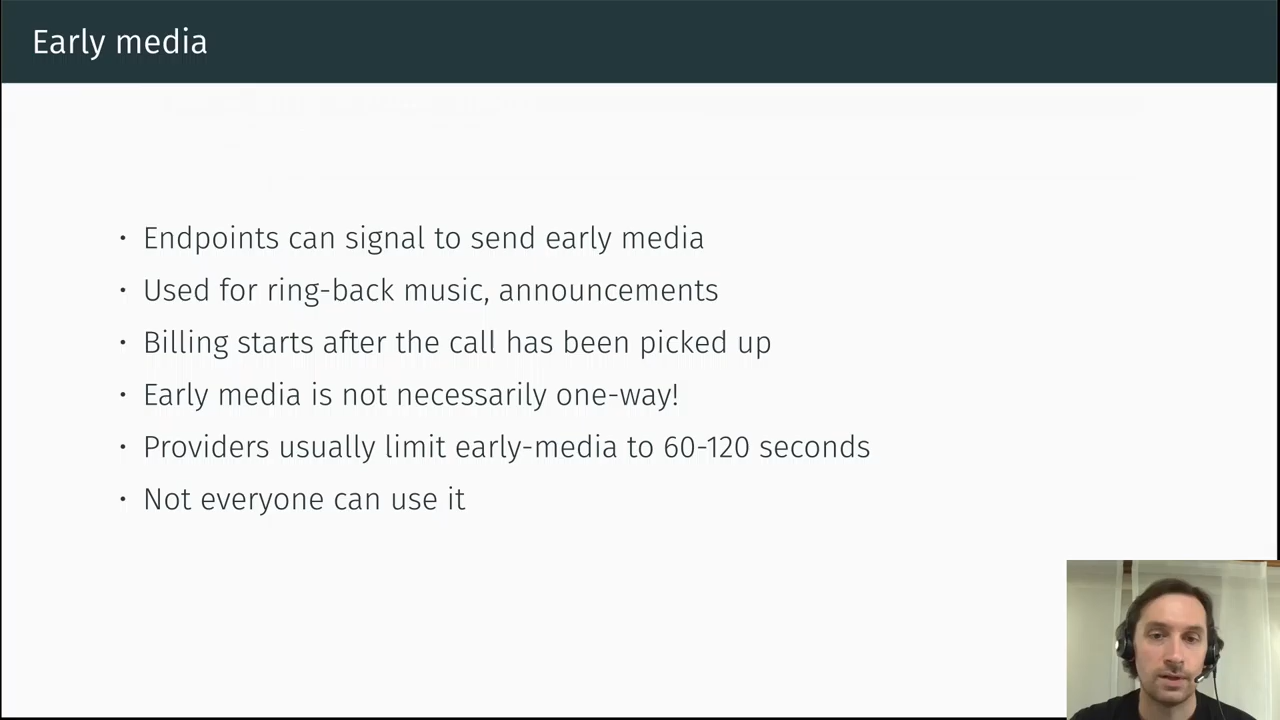 Early media
• Endpoints can signal to send early media
• Used for ring-back music, announcements
• Billing starts after the call has been picked up
• Early media is not necessarily one-way!
• Providers usually limit early-media to 60-120 seconds
• Not everyone can use it